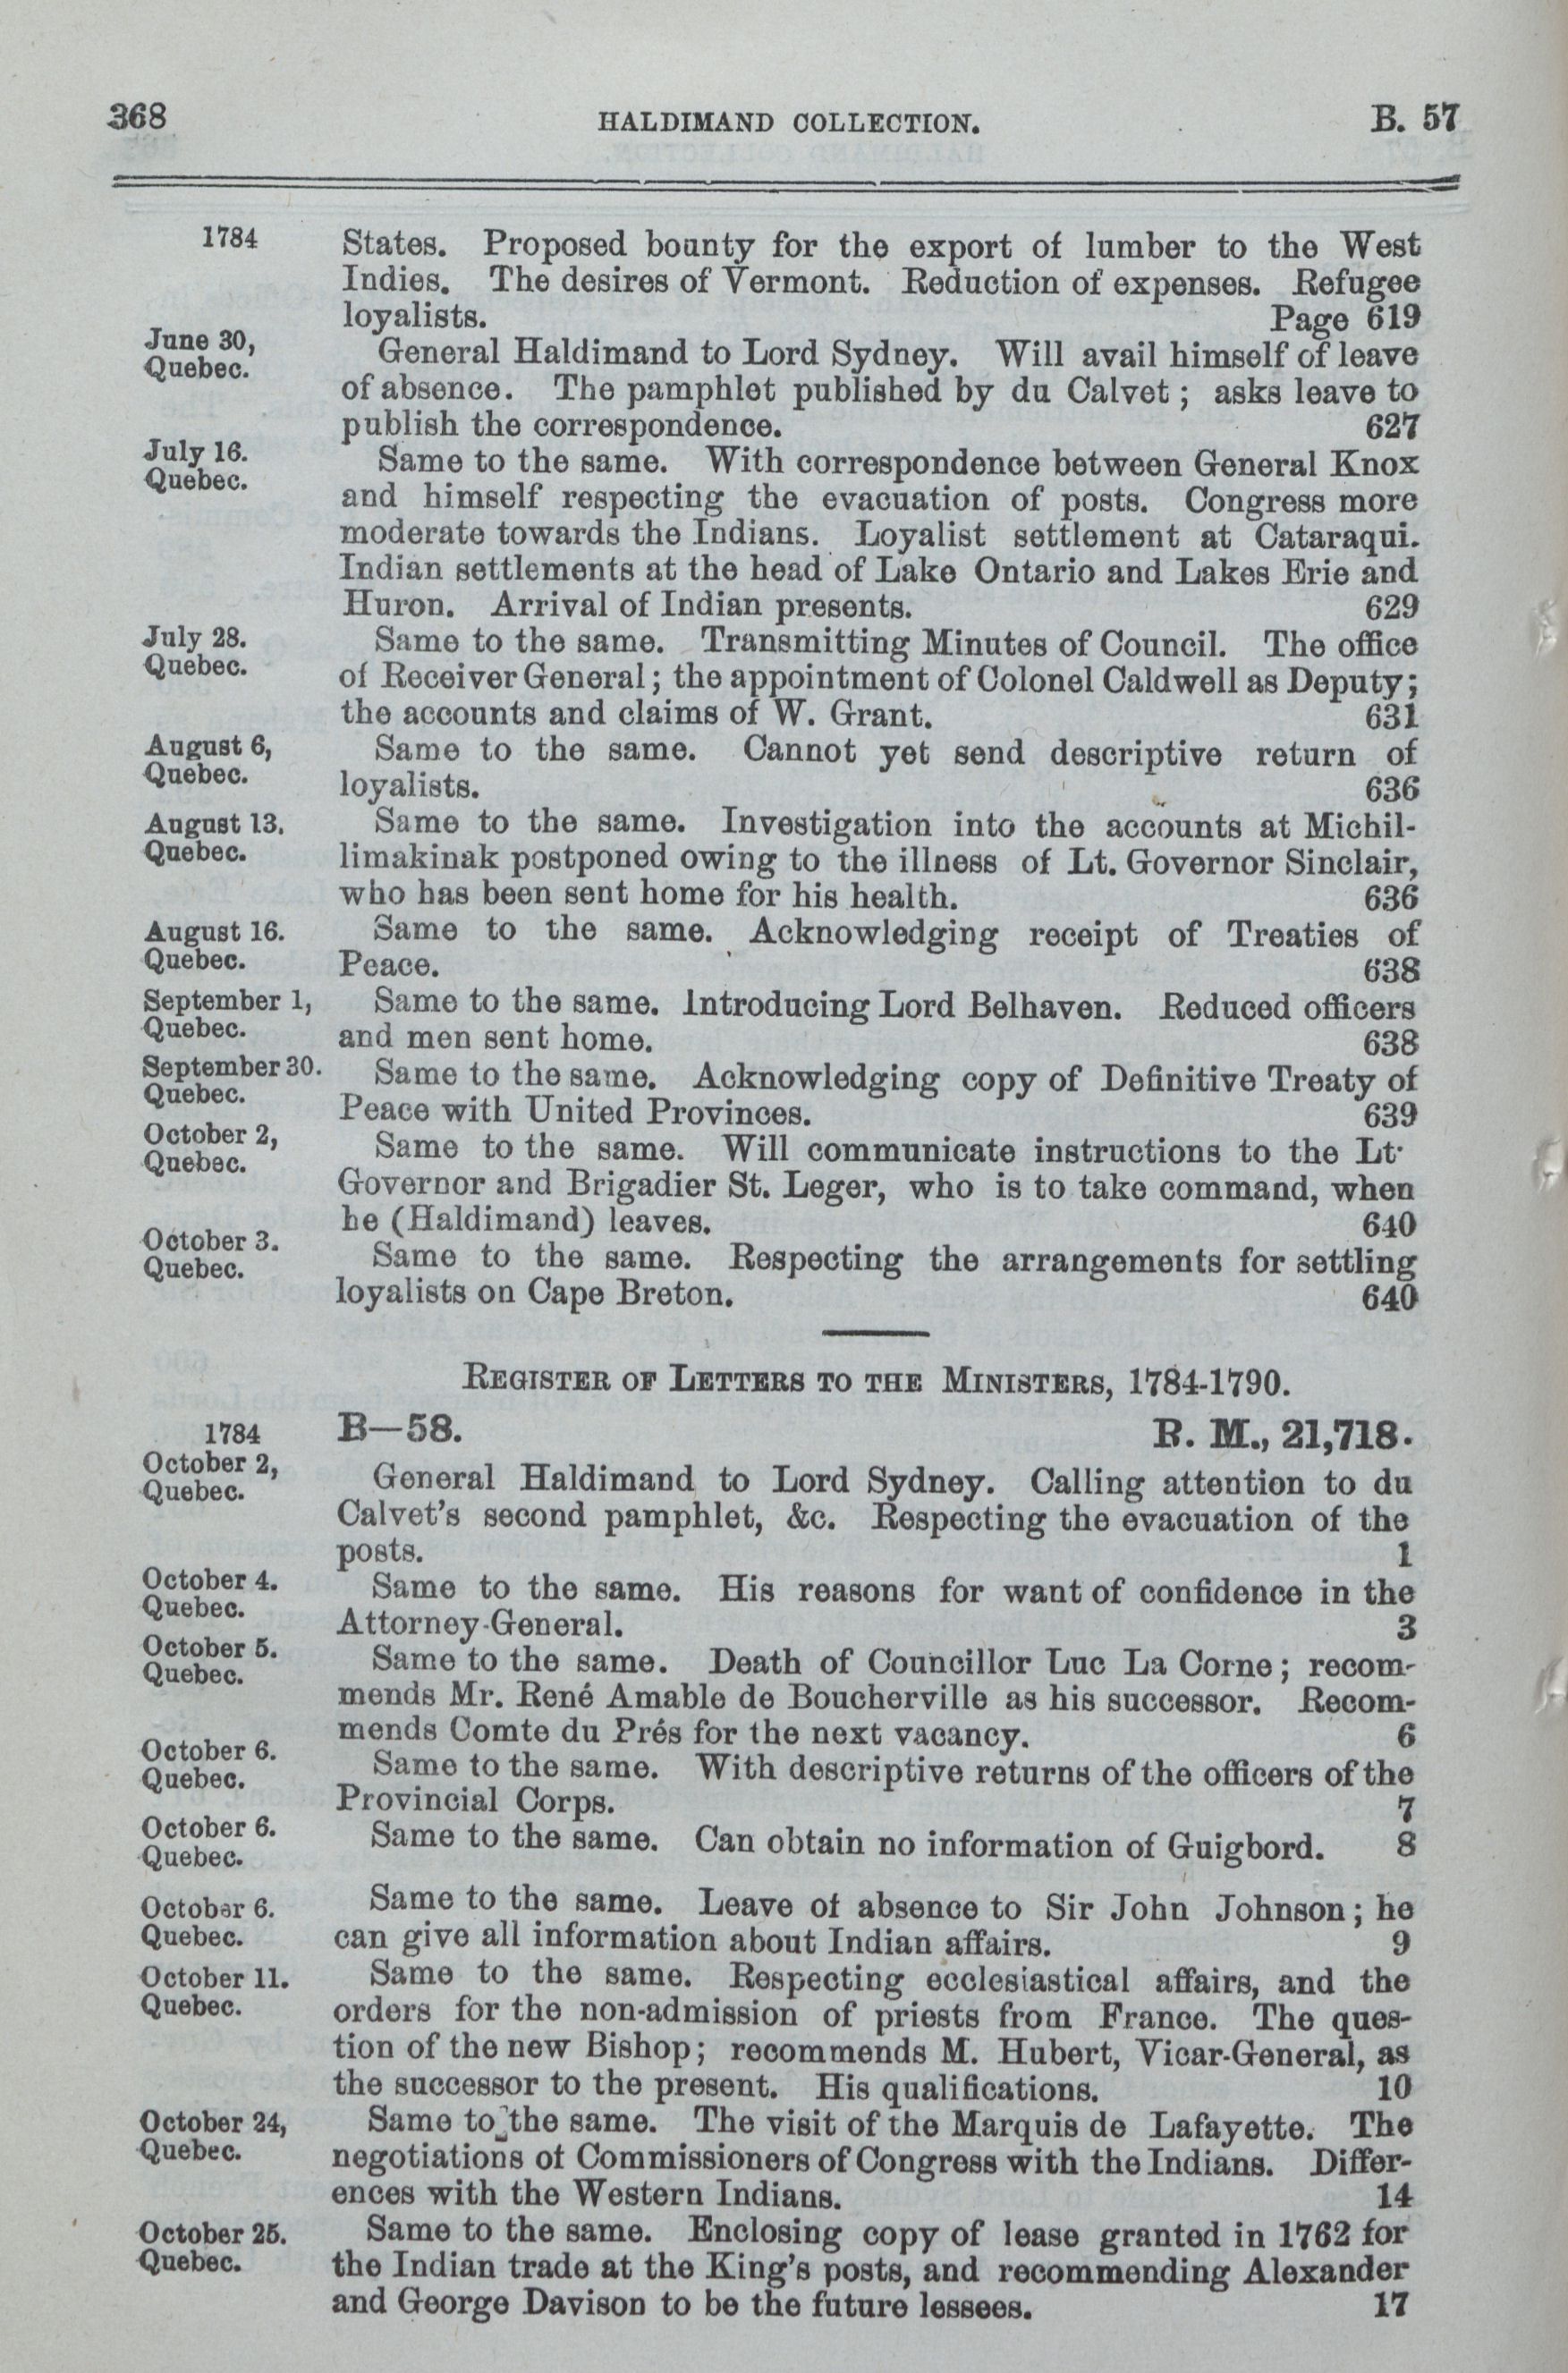 368 HALDIMAND COLLECTION. B. 57
1784 States. Proposed bounty for the export of lumber to the West
Indies. The desires of Vermont. Reduction of expenses. Refugee
loyalists. Page 619
June 30, General Haldimand to Lord Sydney. Will avail himself of leave
Quebec. of absence. The pamphlet published by du Calvet; asks leave to
publish the correspondence. 627
July 16. Same to the same. With correspondence between General Knox
Quebec. and himself respecting the evacuation of posts. Congress more
moderate towards the Indians. Loyalist settlement at Cataraqui.
Indian settlements at the head of Lake Ontario and Lakes Erie and
Huron. Arrival of Indian presents. 629
July 28. Same to the same. Transmitting Minutes of Council. The office
Quebec. of Receiver General; the appointment of Colonel Caldwell as Deputy;
the accounts and claims of W. Grant. 631
August 6, Same to the same. Cannot yet send descriptive return of
Quebec. loyalists. 636
August 13. Same to the same. Investigation into the accounts at Michil-
Quebec. limakinak postponed owing to the illness of Lt. Governor Sinclair,
who has been sent home for his health. 636
August 16. Same to the same. Acknowledging receipt of Treaties of
Quebec. Peace. 638
September 1, Same to the same. Introducing Lord Belhaven. Reduced officers
Quebec. and men sent home. 638
September 30. Same to the same. Acknowledging copy of Definitive Treaty of
Quebec. Peace with United Provinces. 639
October 2, Same to the same. Will communicate instructions to the Lt.
Quebec. Governor and Brigadier St. Leger, who is to take command, when
he (Haldimand) leaves. 640
October 3. Same to the same. Respecting the arrangements for settling
Quebec. loyalists on Cape Breton. 640
REGISTER OF LETTERS TO THE MINISTERS, 1784-1790.
1784 B—58. B. M., 21,718.
October 2, General Haldimand to Lord Sydney. Calling attention to du
Quebec. Calvet's second pamphlet, &c. Respecting the evacuation of the
posts. 1
October 4. Same to the same. His reasons for want of confidence in the
Quebec. Attorney-General. 3
October 5. Same to the same. Death of Councillor Luc La Corne; recom-
Quebec. mends Mr. René Amable de Boucherville as his successor. Recom-
mends Comte du Prés for the next vacancy. 6
October 6. Same to the same. With descriptive returns of the officers of the
Quebec. Provincial Corps. 7
October 6. Same to the same. Can obtain no information of Guigbord. 8
Quebec.
October 6. Same to the same. Leave of absence to Sir John Johnson; he
Quebec. can give all information about Indian affairs. 9
October 11. Same to the same. Respecting ecclesiastical affairs, and the
Quebec. orders for the non-admission of priests from France. The ques-
tion of the new Bishop; recommends M. Hubert, Vicar-General, as
the successor to the present. His qualifications. 10
October 24, Same to the same. The visit of the Marquis de Lafayette. The
Quebec. negotiations of Commissioners of Congress with the Indians. Differ-
ences with the Western Indians. 14
October 25. Same to the same. Enclosing copy of lease granted in 1762 for
Quebec. the Indian trade at the King's posts, and recommending Alexander
and George Davison to be the future lessees. 17